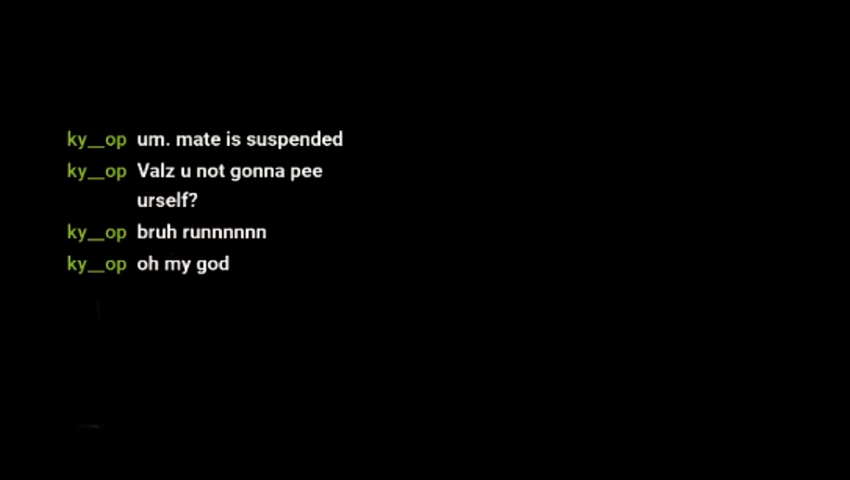 ky__op um. mate is suspended
ky__op Valz u not gonna pee
urself?
ky__op bruh runnnnnn
ky__op oh my god